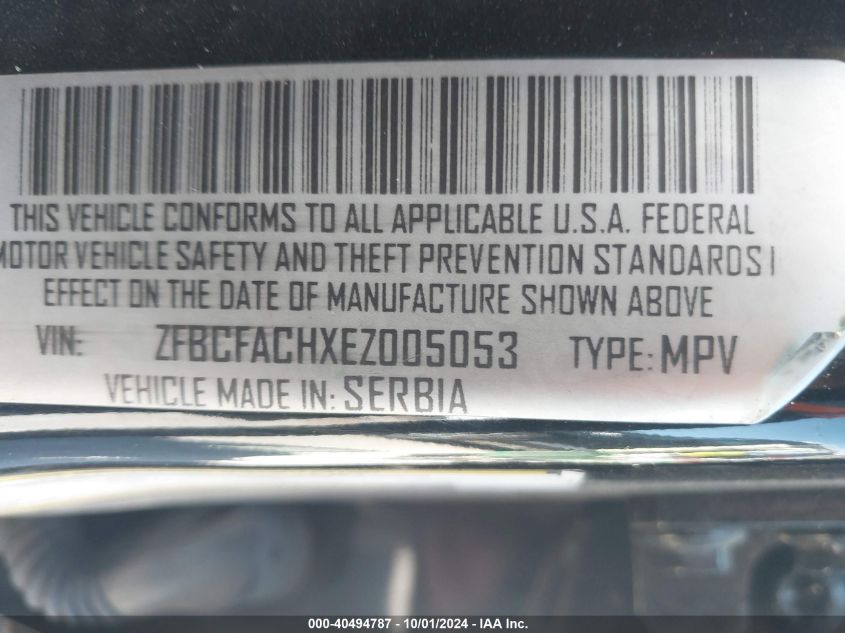 THIS VEHICLE CONFORMS TO ALL APPLICABLE U.S.A. FEDERAL
MOTOR VEHICLE SAFETY AND THEFT PREVENTION STANDARDS I
EFFECT ON THE DATE OF MANUFACTURE SHOWN ABOVE
VIN: ZFBCFACHXEZ005053 TYPE: MPV
VEHICLE MADE IN: SERBIA
000-40494787 - 10/01/2024 - IAA Inc.